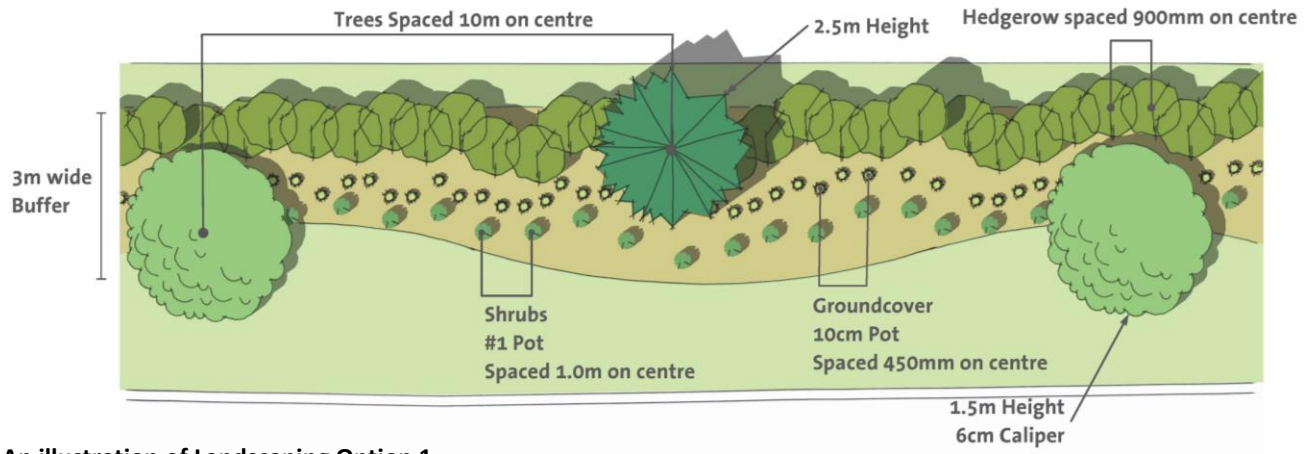 Trees Spaced 10m on centre
2.5m Height
Hedgerow spaced 900mm on centre
3m wide
Buffer
Shrubs
#1 Pot
Spaced 1.0m on centre
Groundcover
10cm Pot
Spaced 450mm on centre
1.5m Height
6cm Caliper
An illustration of Landscaping Option 1